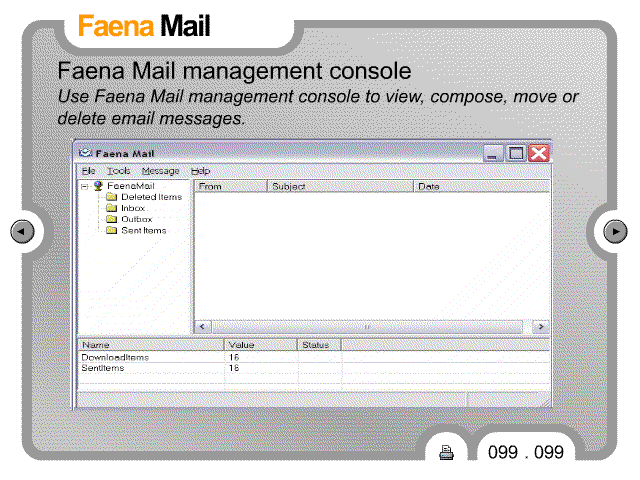 Faena Mail
Faena Mail management console
Use Faena Mail management console to view, compose, move or
delete email messages.
Faena Mail
File Tools Message Help
FaenaMail
Deleted Items
Inbox
Outbox
Sent Items
From Subject Date
Name Value Status
DownloadItems 16
SentItems 16
099 . 099